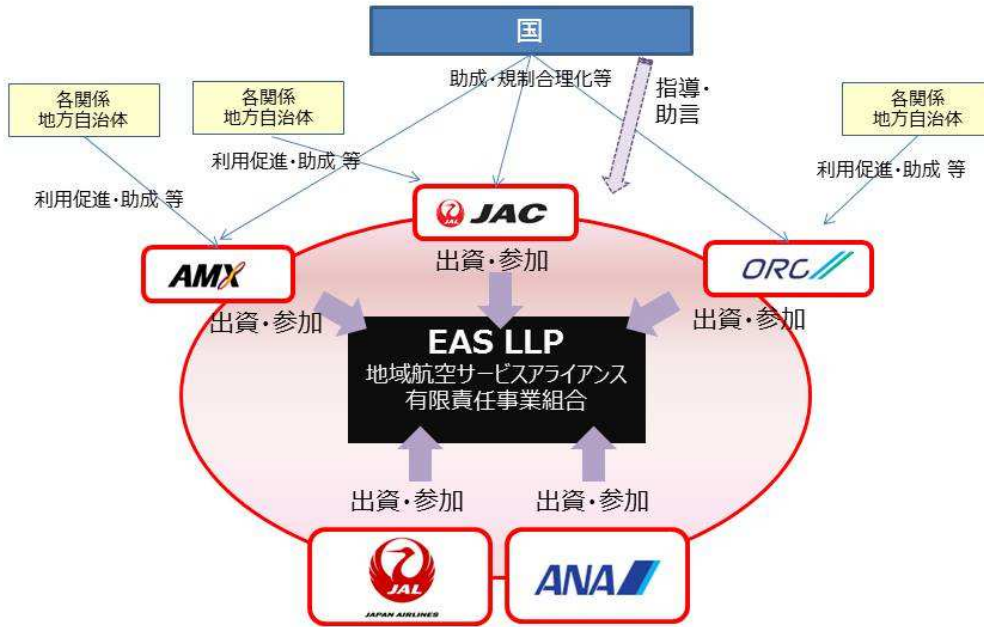 国
助成・規制合理化等
指導・
助言
各関係
地方自治体
各関係
地方自治体
各関係
地方自治体
利用促進・助成 等
利用促進・助成 等
利用促進・助成 等
JAL JAC
AMX
ORC
出資・参加
出資・参加
出資・参加
EAS LLP
地域航空サービスアライアンス
有限責任事業組合
出資・参加
出資・参加
JAL
JAPAN AIRLINES
ANA